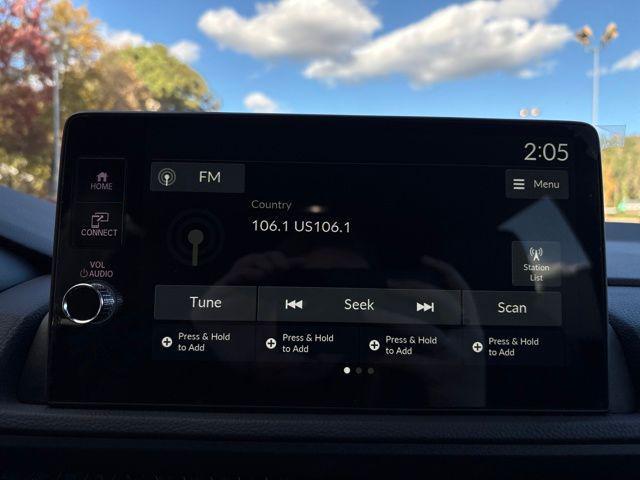 2:05
HOME
FM
Menu
Country
106.1 US106.1
CONNECT
VOL
AUDIO
Station
List
Tune
Seek
Scan
Press & Hold
to Add
Press & Hold
to Add
Press & Hold
to Add
Press & Hold
to Add